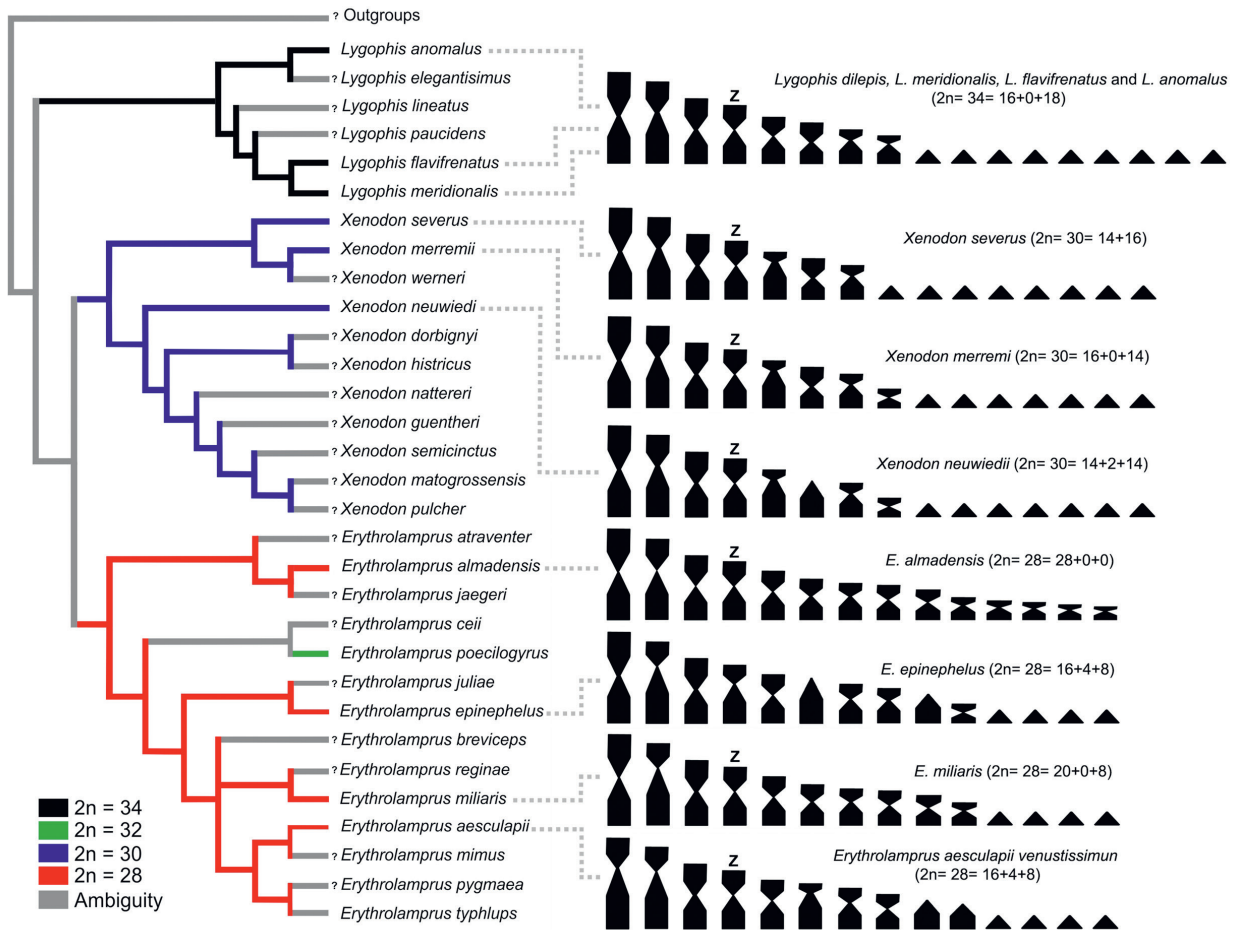 ? Outgroups
Lygophis anomalus
? Lygophis elegantisimus
? Lygophis lineatus
? Lygophis paucidens
Lygophis flavifrenatus
Lygophis meridionalis
Xenodon severus
Xenodon merremii
? Xenodon werneri
Xenodon neuwiedi
? Xenodon dorbignyi
? Xenodon histricus
? Xenodon nattereri
? Xenodon guentheri
? Xenodon semicinctus
? Xenodon matogrossensis
? Xenodon pulcher
? Erythrolamprus atraventer
Erythrolamprus almadensis
? Erythrolamprus jaegeri
? Erythrolamprus ceii
Erythrolamprus poecilogyrus
? Erythrolamprus juliae
Erythrolamprus epinephelus
? Erythrolamprus breviceps
? Erythrolamprus reginae
Erythrolamprus miliaris
Erythrolamprus aesculapii
? Erythrolamprus mimus
? Erythrolamprus pygmaea
Erythrolamprus typhlups
Lygophis dilepis, L. meridionalis, L. flavifrenatus and L. anomalus
(2n= 34= 16+0+18)
Z
Xenodon severus (2n= 30= 14+16)
Z
Xenodon merremi (2n= 30= 16+0+14)
Z
Xenodon neuwiedii (2n= 30= 14+2+14)
Z
E. almadensis (2n= 28= 28+0+0)
Z
E. epinephelus (2n= 28= 16+4+8)
Z
E. miliaris (2n= 28= 20+0+8)
Z
Erythrolamprus aesculapii venustissimun
(2n= 28= 16+4+8)
Z
2n = 34
2n = 32
2n = 30
2n = 28
Ambiguity